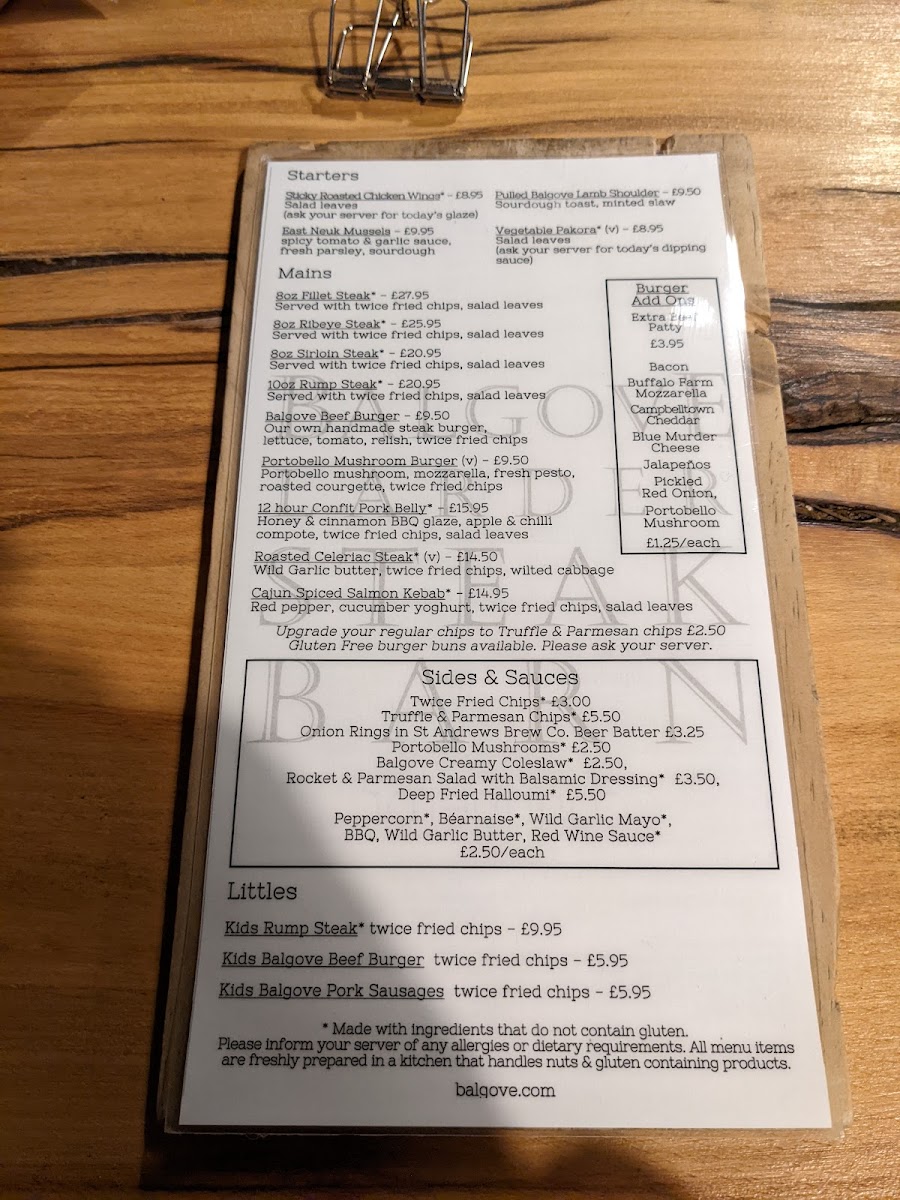 Starters
Sticky Roasted Chicken Wings* – £8.95
Salad leaves
(ask your server for today's glaze)
East Neuk Mussels – £9.95
spicy tomato & garlic sauce,
fresh parsley, sourdough
Pulled Balgove Lamb Shoulder – £9.50
Sourdough toast, minted slaw
Vegetable Pakora* (v) – £8.95
Salad leaves
(ask your server for today's dipping
sauce)
Mains
8oz Fillet Steak* – £27.95
Served with twice fried chips, salad leaves
8oz Ribeye Steak* – £25.95
Served with twice fried chips, salad leaves
8oz Sirloin Steak* – £20.95
Served with twice fried chips, salad leaves
10oz Rump Steak* – £20.95
Served with twice fried chips, salad leaves
Balgove Beef Burger – £9.50
Our own handmade steak burger,
lettuce, tomato, relish, twice fried chips
Portobello Mushroom Burger (v) – £9.50
Portobello mushroom, mozzarella, fresh pesto,
roasted courgette, twice fried chips
12 hour Confit Pork Belly* – £15.95
Honey & cinnamon BBQ glaze, apple & chilli
compote, twice fried chips, salad leaves
Roasted Celeriac Steak* (v) – £14.50
Wild Garlic butter, twice fried chips, wilted cabbage
Cajun Spiced Salmon Kebab* – £14.95
Red pepper, cucumber yoghurt, twice fried chips, salad leaves
Burger
Add Ons
Extra Beef
Patty
£3.95
Bacon
Buffalo Farm
Mozzarella
Campbelltown
Cheddar
Blue Murder
Cheese
Jalapeños
Pickled
Red Onion,
Portobello
Mushroom
£1.25/each
Upgrade your regular chips to Truffle & Parmesan chips £2.50
Gluten Free burger buns available. Please ask your server.
BALGOVE
LARDER
STEAK
BARN
Sides & Sauces
Twice Fried Chips* £3.00
Truffle & Parmesan Chips* £5.50
Onion Rings in St Andrews Brew Co. Beer Batter £3.25
Portobello Mushrooms* £2.50
Balgove Creamy Coleslaw* £2.50,
Rocket & Parmesan Salad with Balsamic Dressing* £3.50,
Deep Fried Halloumi* £5.50
Peppercorn*, Béarnaise*, Wild Garlic Mayo*,
BBQ, Wild Garlic Butter, Red Wine Sauce*
£2.50/each
Littles
Kids Rump Steak* twice fried chips – £9.95
Kids Balgove Beef Burger twice fried chips – £5.95
Kids Balgove Pork Sausages twice fried chips – £5.95
* Made with ingredients that do not contain gluten.
Please inform your server of any allergies or dietary requirements. All menu items
are freshly prepared in a kitchen that handles nuts & gluten containing products.
balgove.com